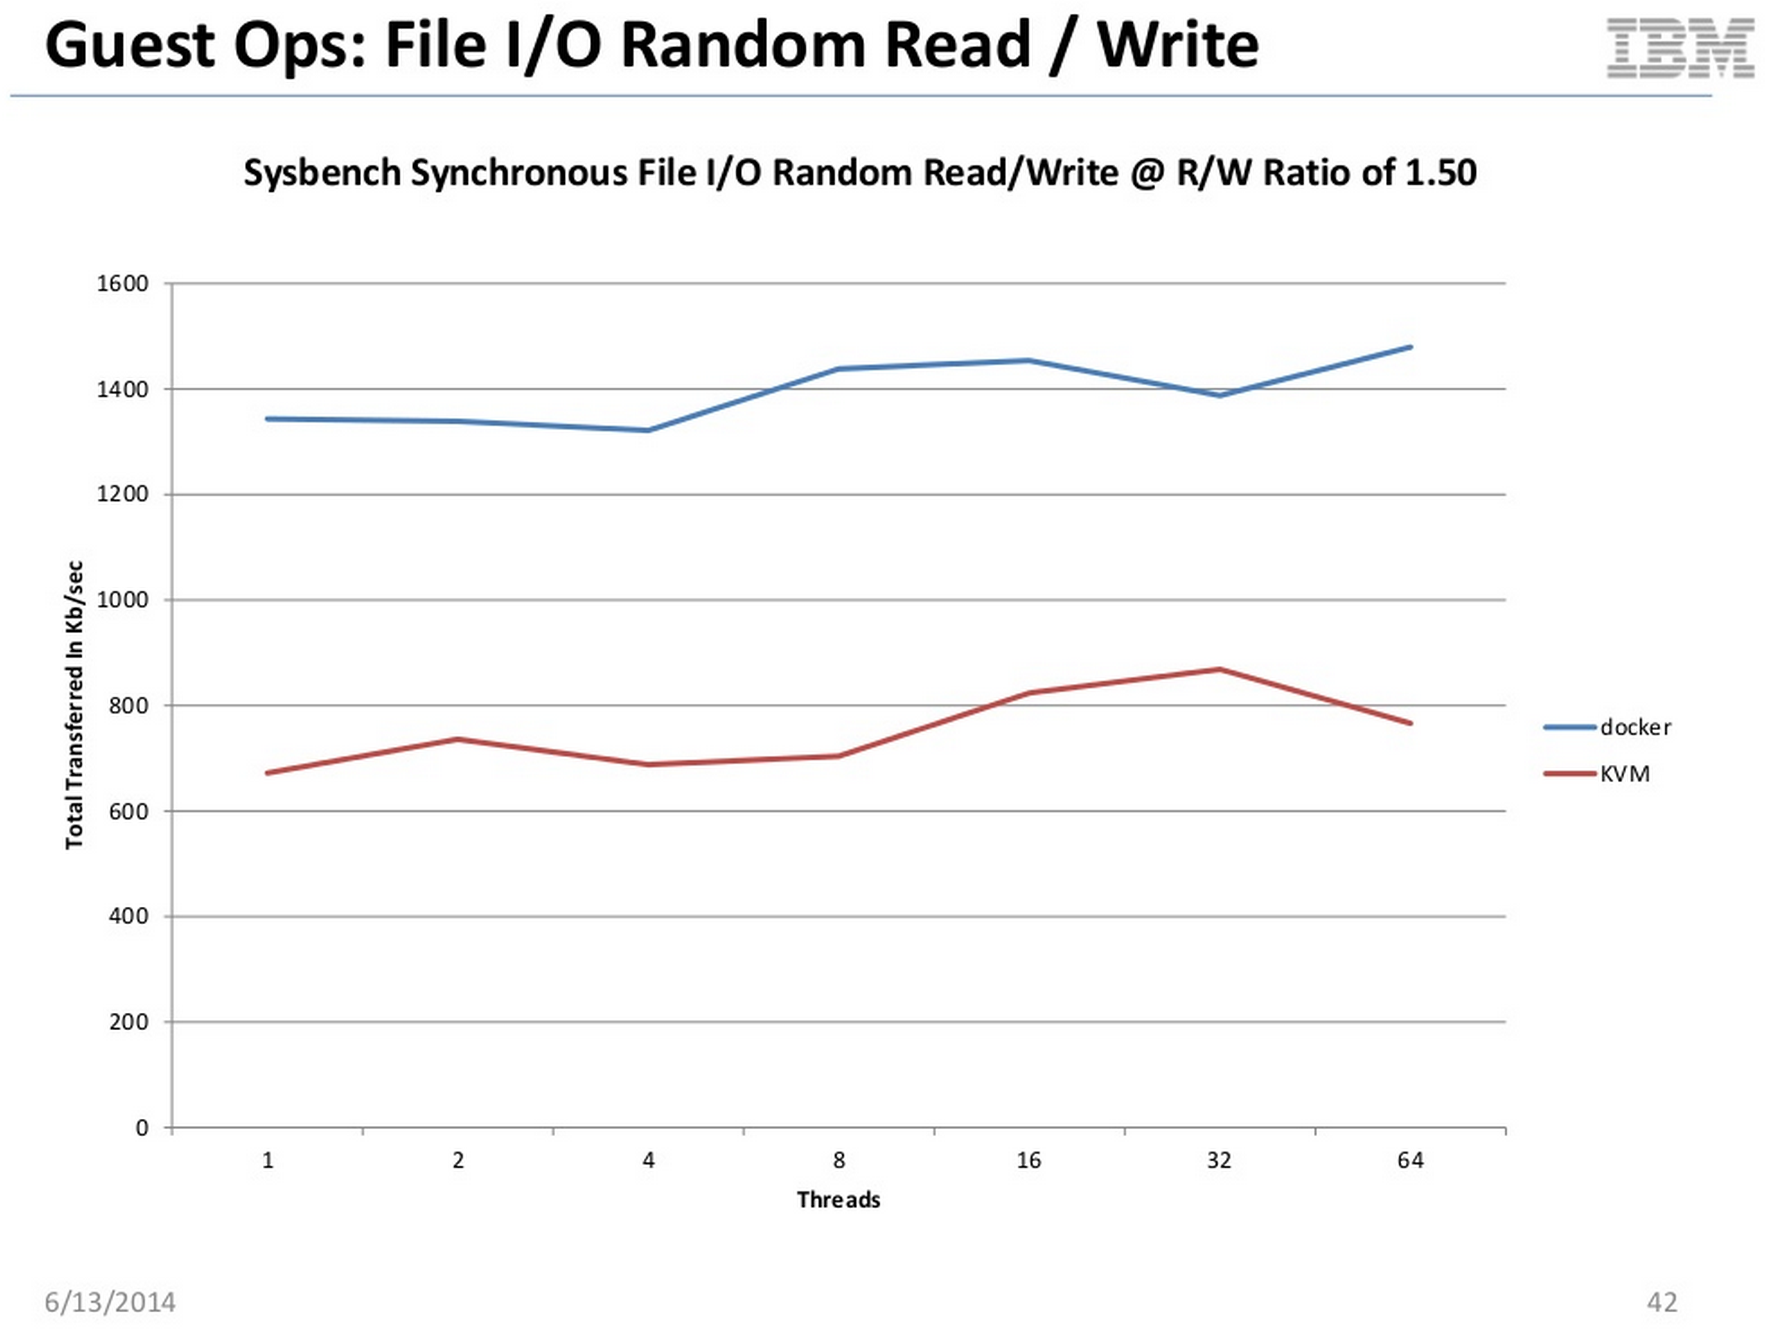 Guest Ops: File I/O Random Read / Write
IBM
Sysbench Synchronous File I/O Random Read/Write @ R/W Ratio of 1.50
1600
1400
1200
1000
800
600
400
200
0
Total Transferred In Kb/sec
1 2 4 8 16 32 64
Threads
docker
KVM
6/13/2014
42